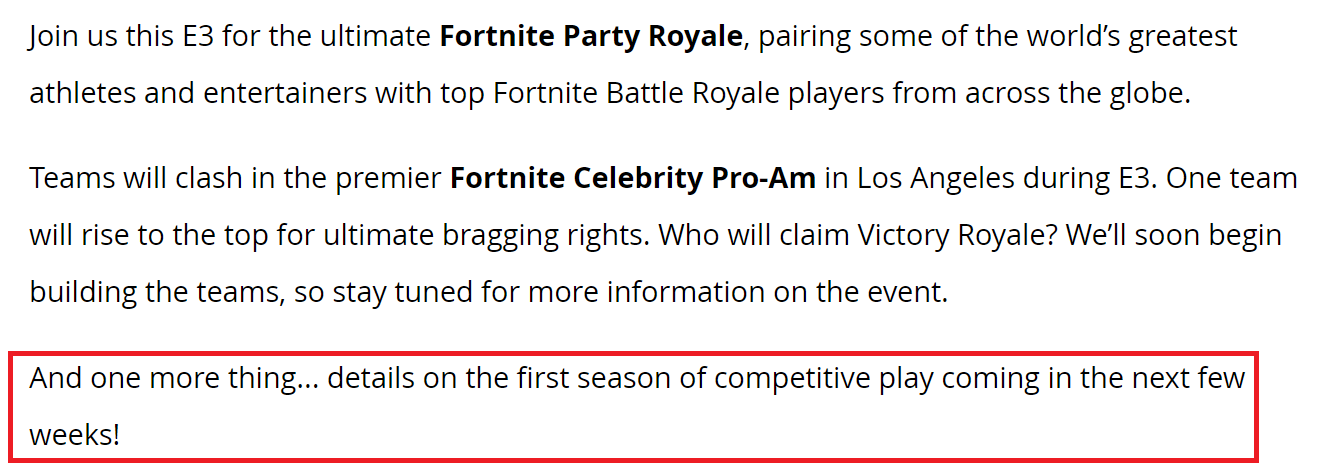 Join us this E3 for the ultimate Fortnite Party Royale, pairing some of the world’s greatest
athletes and entertainers with top Fortnite Battle Royale players from across the globe.
Teams will clash in the premier Fortnite Celebrity Pro-Am in Los Angeles during E3. One team
will rise to the top for ultimate bragging rights. Who will claim Victory Royale? We’ll soon begin
building the teams, so stay tuned for more information on the event.
And one more thing... details on the first season of competitive play coming in the next few
weeks!